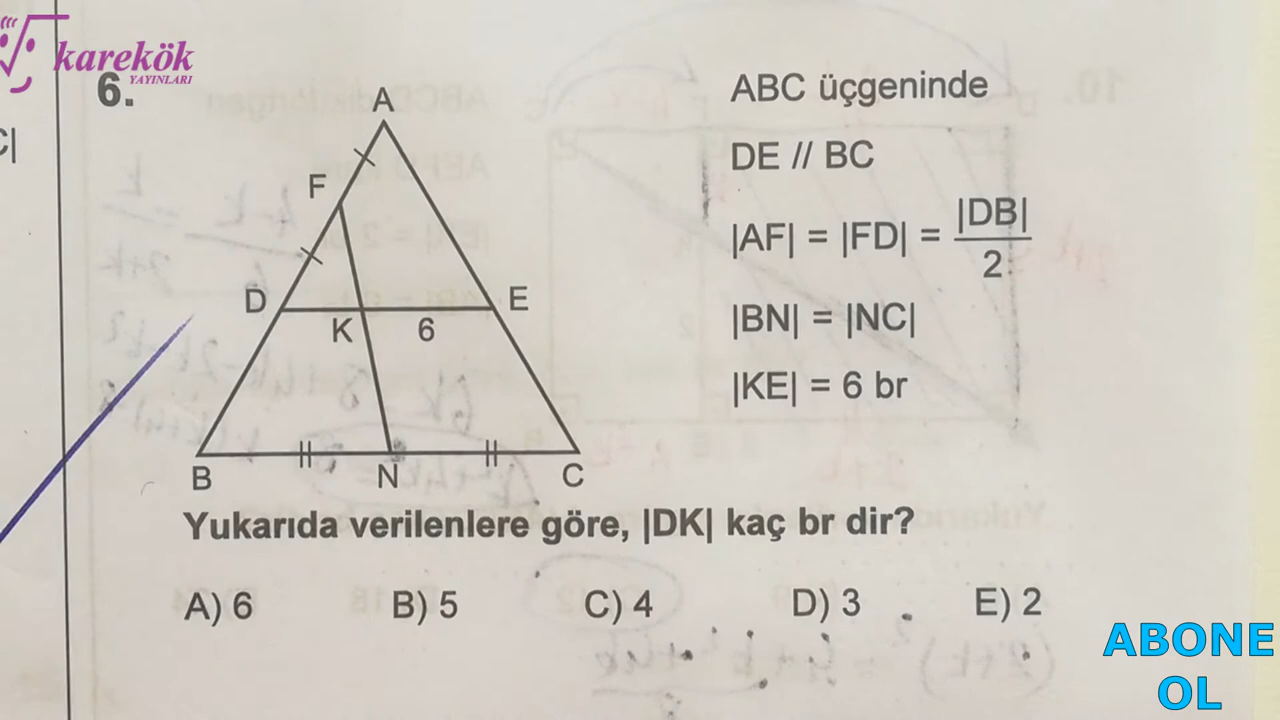 karekök
YAYINLARI
6.
C|
A
F
D
E
K
6
B
N
C
ABC üçgeninde
DE // BC
|AF| = |FD| = |DB|
2
|BN| = |NC|
|KE| = 6 br
Yukarıda verilenlere göre, |DK| kaç br dir?
A) 6 B) 5 C) 4 D) 3 E) 2
ABONE
OL